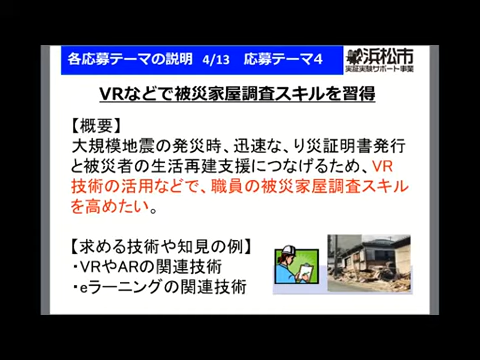 各応募テーマの説明 4/13 応募テーマ4
浜松市
実証実験サポート事業
VRなどで被災家屋調査スキルを習得
【概要】
大規模地震の発災時、迅速な、り災証明書発行
と被災者の生活再建支援につなげるため、VR
技術の活用などで、職員の被災家屋調査スキル
を高めたい。
【求める技術や知見の例】
・VRやARの関連技術
・eラーニングの関連技術